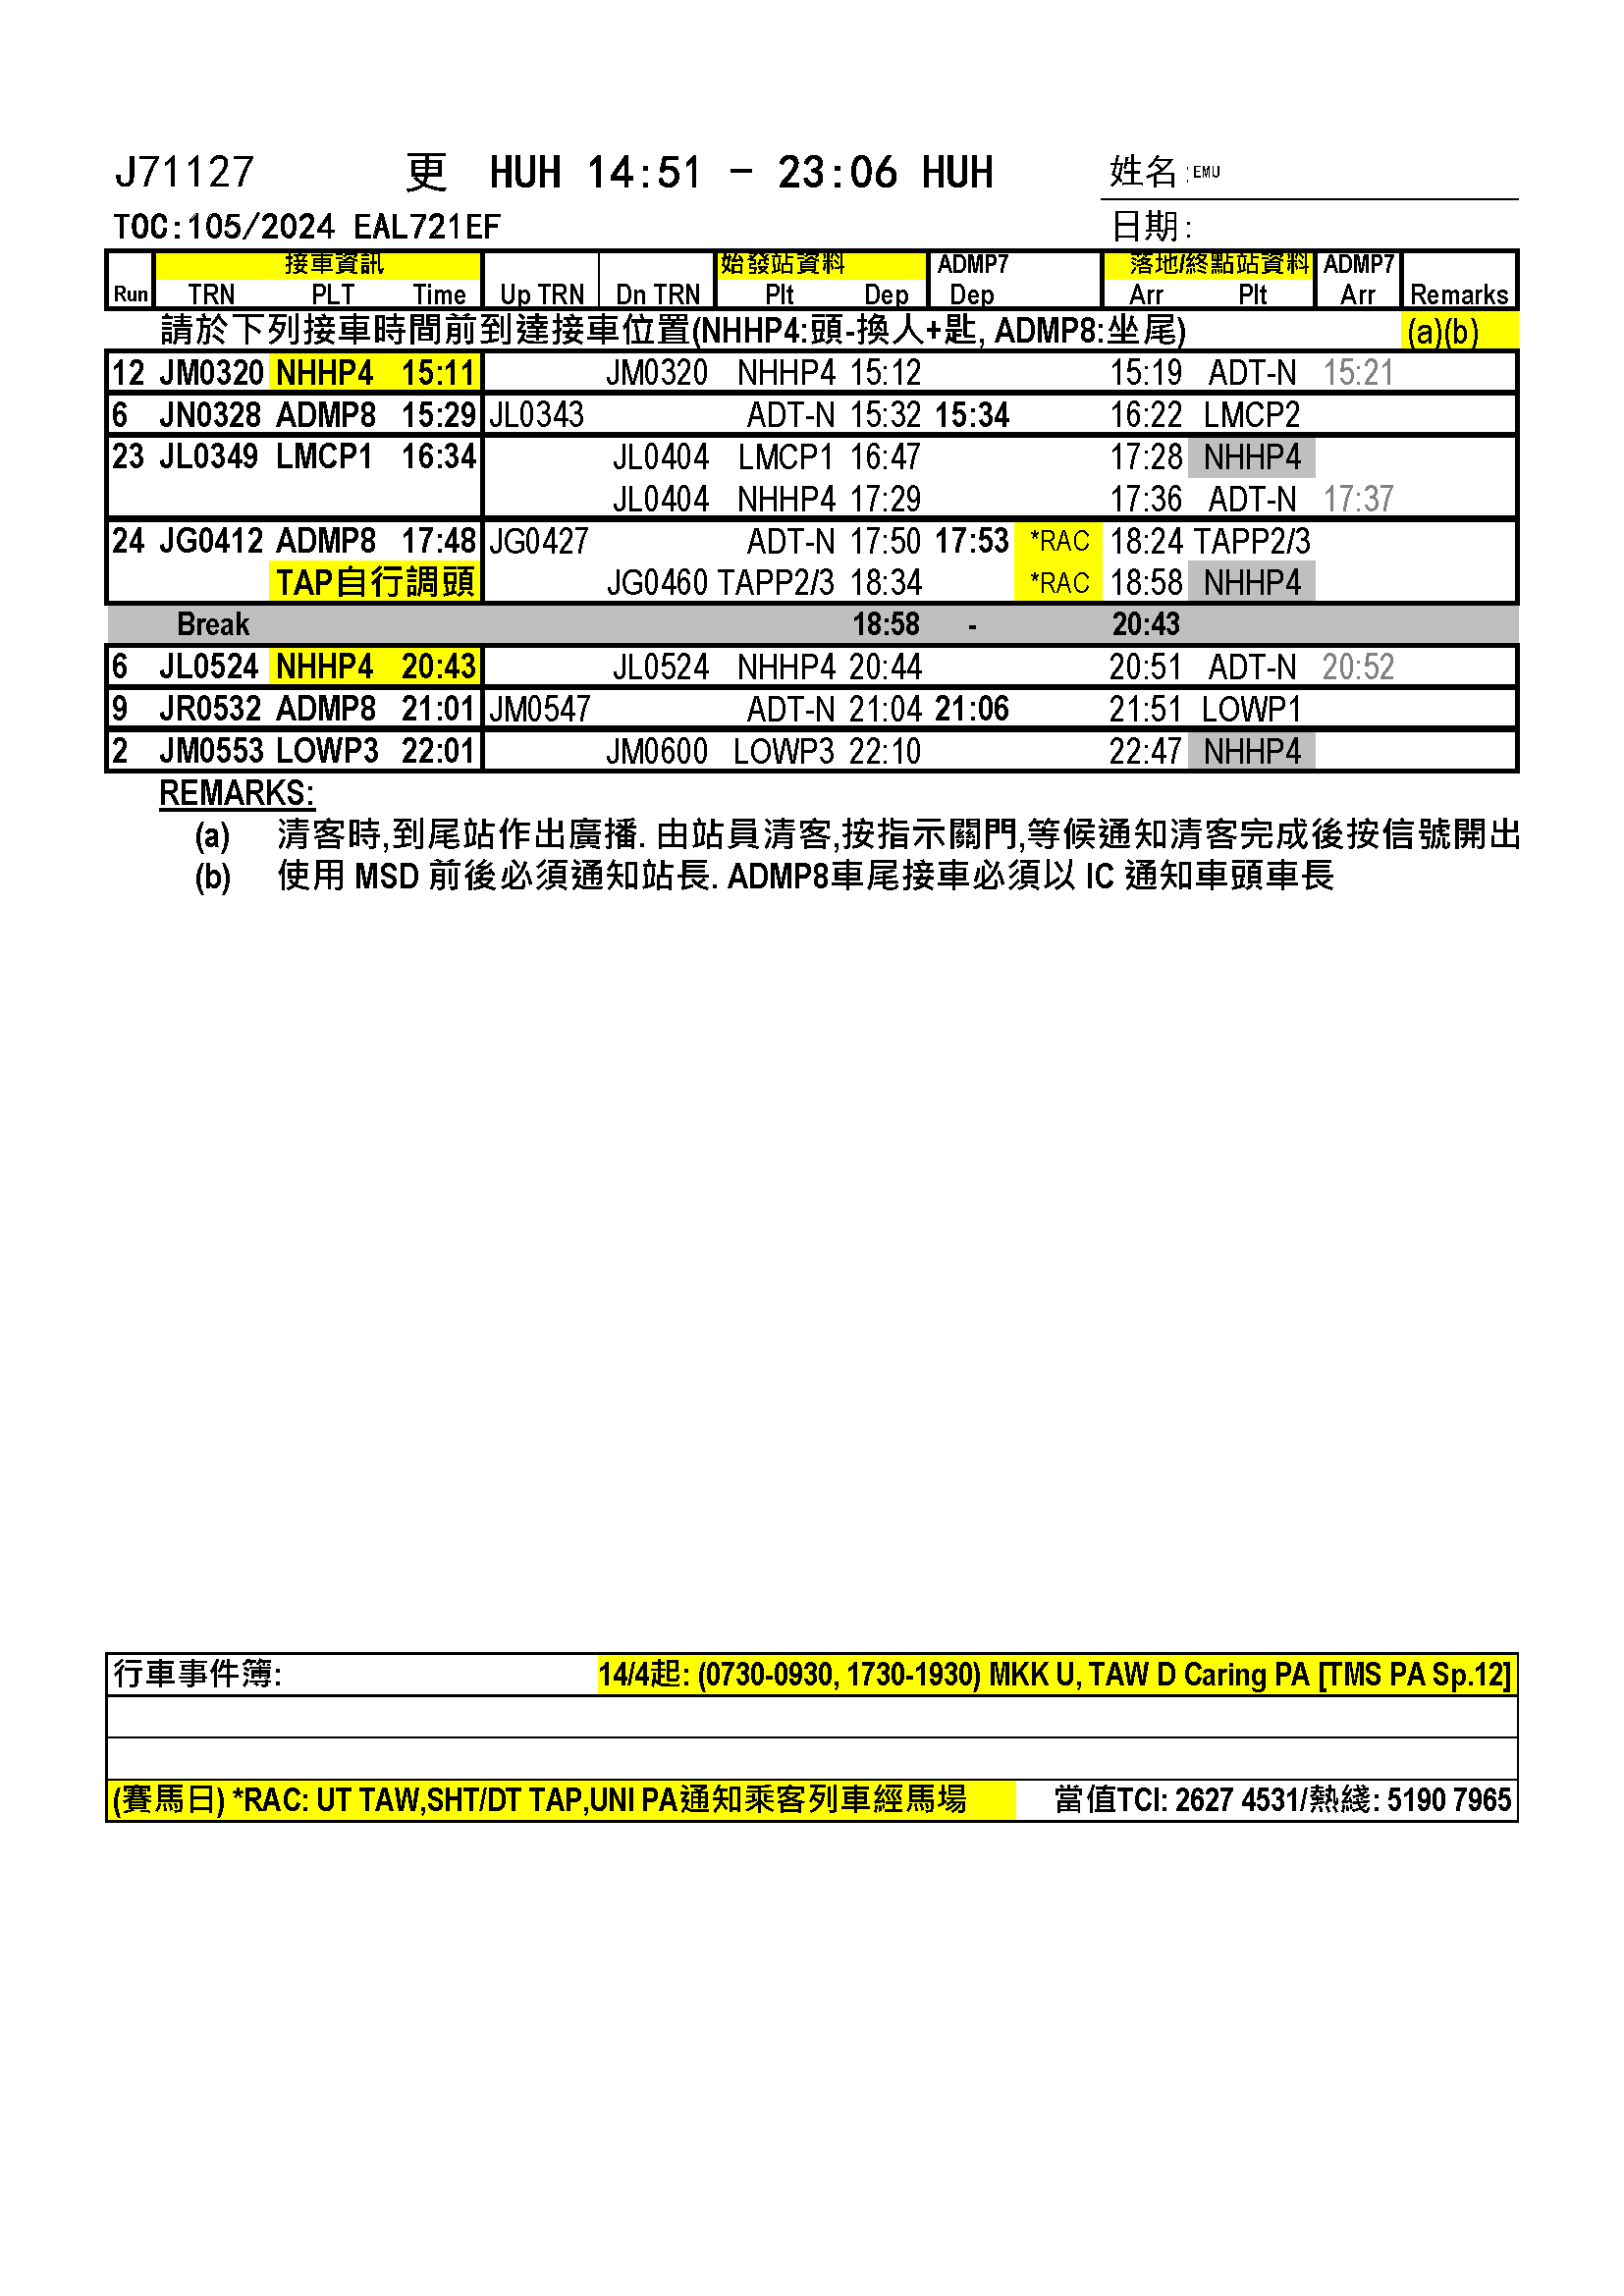 J71127 更 HUH 14:51 - 23:06 HUH 姓名:EMU
TOC:105/2024 EAL721EF 日期:
接車資訊 始發站資料 ADMP7 落地/終點站資料 ADMP7
Run TRN PLT Time Up TRN Dn TRN Plt Dep Dep Arr Plt Arr Remarks
請於下列接車時間前到達接車位置(NHHP4:頭-換人+匙, ADMP8:坐尾) (a)(b)
12 JM0320 NHHP4 15:11 JM0320 NHHP4 15:12 15:19 ADT-N 15:21
6 JN0328 ADMP8 15:29 JL0343 ADT-N 15:32 15:34 16:22 LMCP2
23 JL0349 LMCP1 16:34 JL0404 LMCP1 16:47 17:28 NHHP4
JL0404 NHHP4 17:29 17:36 ADT-N 17:37
24 JG0412 ADMP8 17:48 JG0427 ADT-N 17:50 17:53 *RAC 18:24 TAPP2/3
TAP自行調頭 JG0460 TAPP2/3 18:34 *RAC 18:58 NHHP4
Break 18:58 - 20:43
6 JL0524 NHHP4 20:43 JL0524 NHHP4 20:44 20:51 ADT-N 20:52
9 JR0532 ADMP8 21:01 JM0547 ADT-N 21:04 21:06 21:51 LOWP1
2 JM0553 LOWP3 22:01 JM0600 LOWP3 22:10 22:47 NHHP4
REMARKS:
(a) 清客時,到尾站作出廣播. 由站員清客,按指示關門,等候通知清客完成後按信號開出
(b) 使用 MSD 前後必須通知站長. ADMP8車尾接車必須以 IC 通知車頭車長
行車事件簿: 14/4起: (0730-0930, 1730-1930) MKK U, TAW D Caring PA [TMS PA Sp.12]
(賽馬日) *RAC: UT TAW,SHT/DT TAP,UNI PA通知乘客列車經馬場 當值TCI: 2627 4531/熱綫: 5190 7965